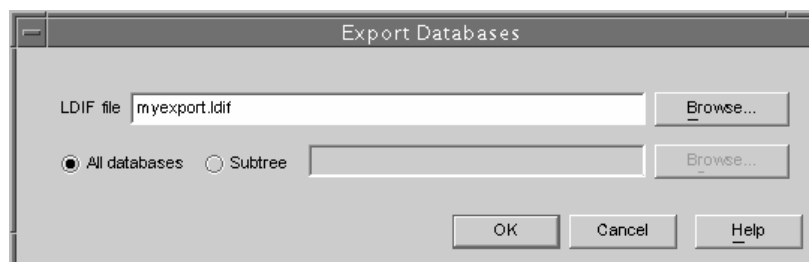 Export Databases
LDIF file myexport.ldif Browse...
All databases Subtree Browse...
OK Cancel Help